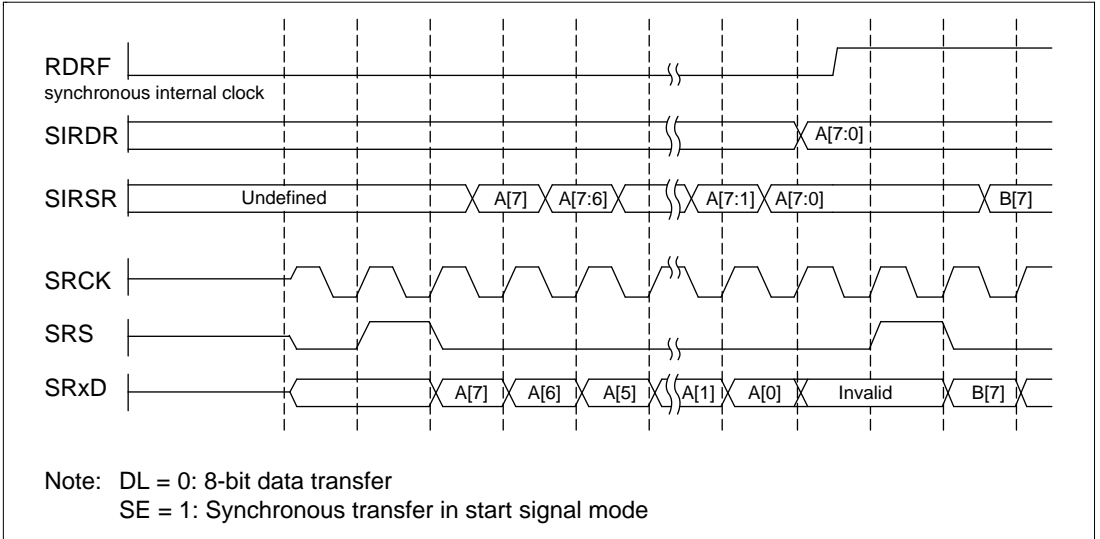 RDRF
synchronous internal clock
SIRDR
A[7:0]
SIRSR
Undefined
A[7]
A[7:6]
A[7:1]
A[7:0]
B[7]
SRCK
SRS
SRxD
A[7]
A[6]
A[5]
A[1]
A[0]
Invalid
B[7]
Note: DL = 0: 8-bit data transfer
SE = 1: Synchronous transfer in start signal mode